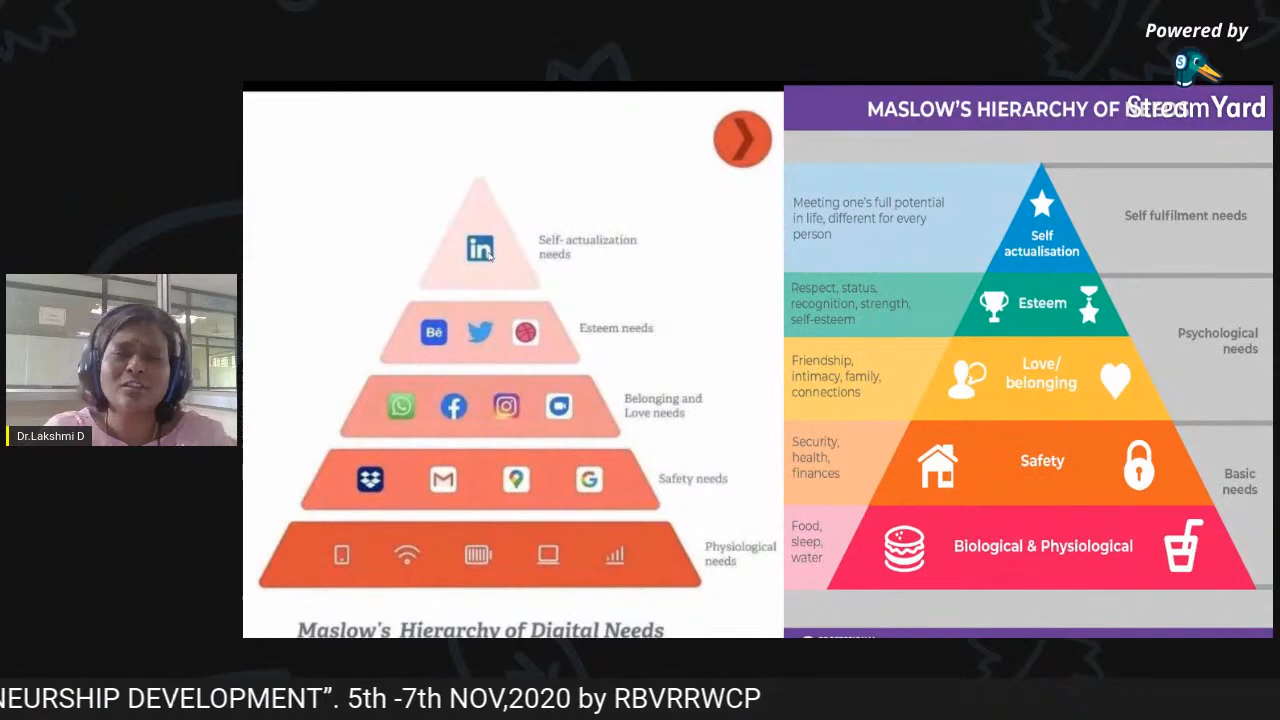 Powered by
StreamYard
MASLOW'S HIERARCHY OF
in
Self- actualization
needs
Bē
Esteem needs
Belonging and
Love needs
Safety needs
Physiological
needs
Maslow's Hierarchy of Digital Needs
Meeting one's full potential
in life, different for every
person
Self
actualisation
Self fulfilment needs
Respect, status,
recognition, strength,
self-esteem
Esteem
Psychological
needs
Friendship,
intimacy, family,
connections
Love/
belonging
Security,
health,
finances
Safety
Basic
needs
Food,
sleep,
water
Biological & Physiological
Dr.Lakshmi D
NEURSHIP DEVELOPMENT”. 5th -7th NOV,2020 by RBVRRWCP